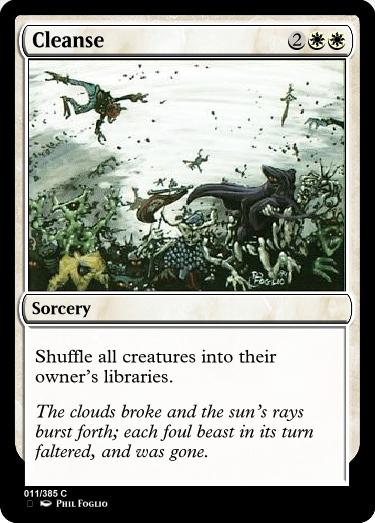 Cleanse 2
Sorcery
Shuffle all creatures into their
owner's libraries.
The clouds broke and the sun's rays
burst forth; each foul beast in its turn
faltered, and was gone.
011/385 C
Phil Foglio